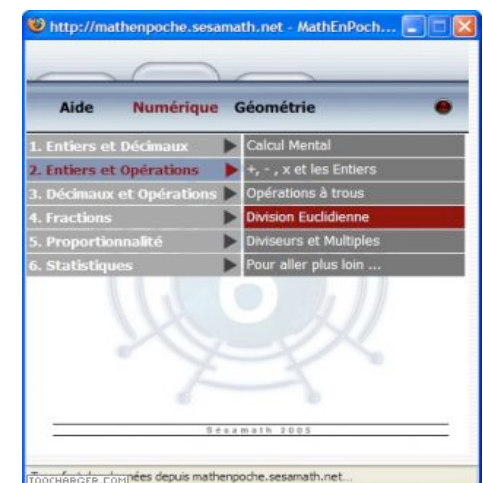 http://mathenpoche.sesamath.net - MathEnPoch...
Aide Numérique Géométrie
1. Entiers et Décimaux
2. Entiers et Opérations
3. Décimaux et Opérations
4. Fractions
5. Proportionnalité
6. Statistiques
Calcul Mental
+, - , x et les Entiers
Opérations à trous
Division Euclidienne
Diviseurs et Multiples
Pour aller plus loin ...
6
Sésamath 2005
données depuis mathenpoche.sesamath.net...
TOOCHARGER.COM